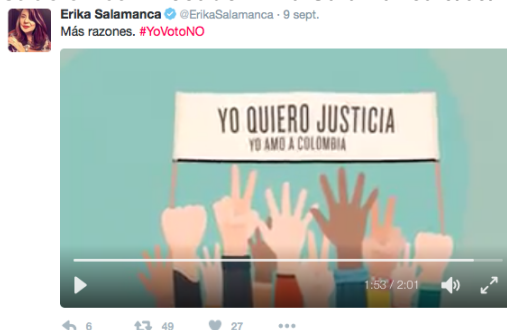 Erika Salamanca @ErikaSalamanca · 9 sept.
Más razones. #YoVotoNO
YO QUIERO JUSTICIA
YO AMO A COLOMBIA
1:53 / 2:01
6 49 27